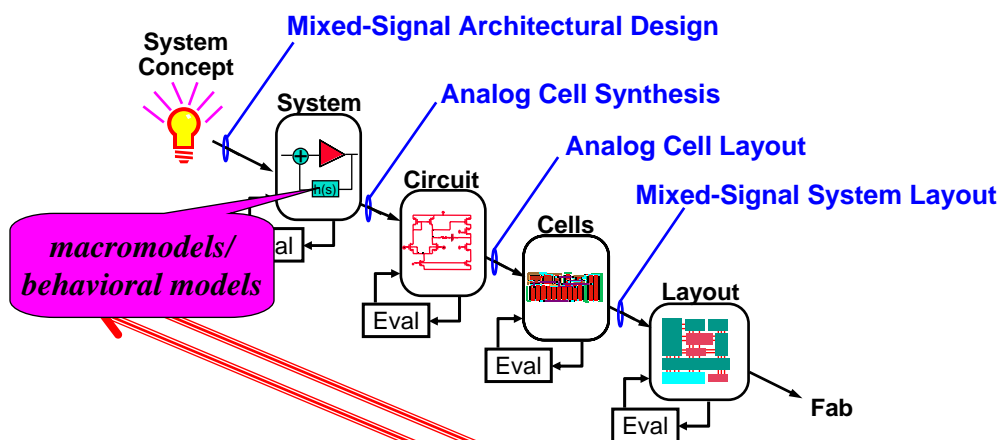 Mixed-Signal Architectural Design
System
Concept
System
Analog Cell Synthesis
h(s)
Analog Cell Layout
Circuit
Mixed-Signal System Layout
macromodels/
behavioral models
al
Cells
Eval
Layout
Eval
Eval
Fab